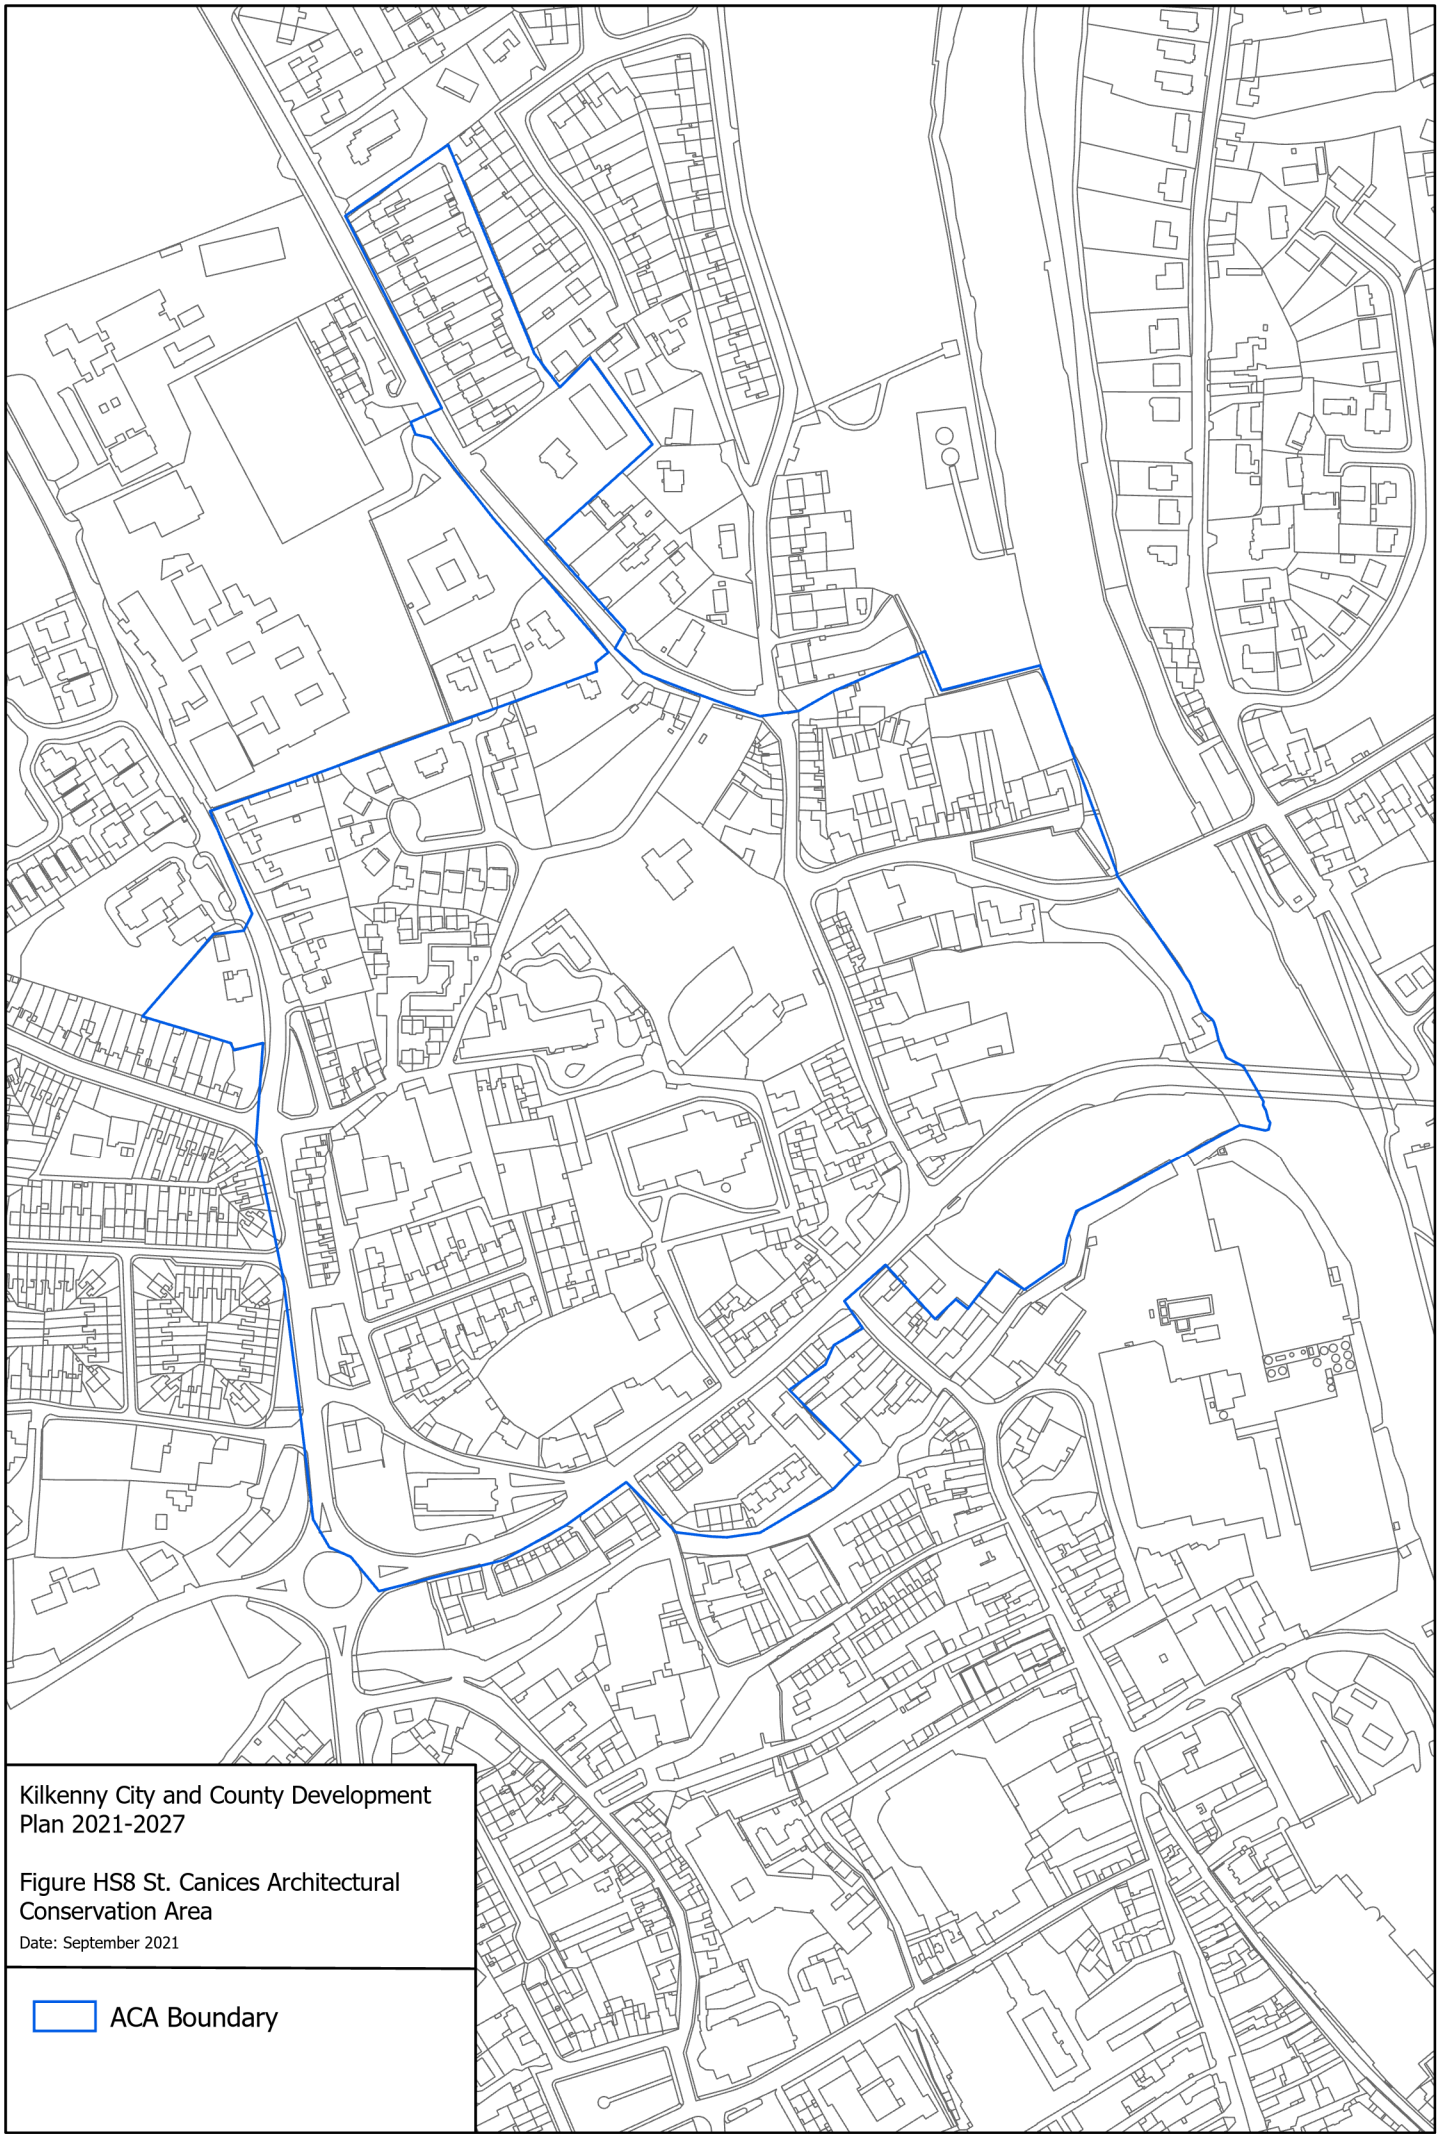 Kilkenny City and County Development
Plan 2021-2027
Figure HS8 St. Canices Architectural
Conservation Area
Date: September 2021
ACA Boundary